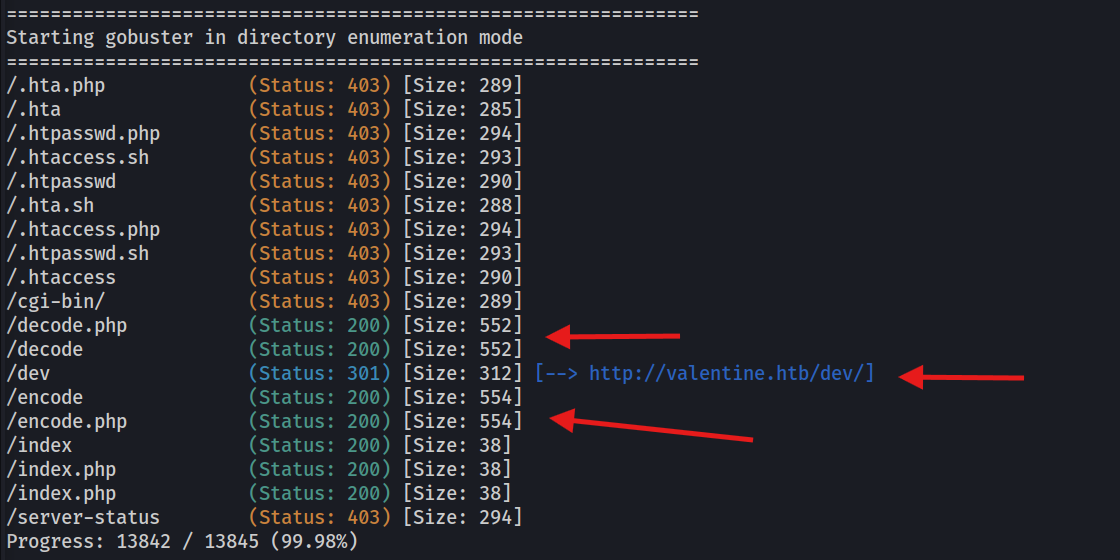 ===============================================================
Starting gobuster in directory enumeration mode
===============================================================
/.hta.php             (Status: 403) [Size: 289]
/.hta                 (Status: 403) [Size: 285]
/.htpasswd.php        (Status: 403) [Size: 294]
/.htaccess.sh         (Status: 403) [Size: 293]
/.htpasswd            (Status: 403) [Size: 290]
/.hta.sh              (Status: 403) [Size: 288]
/.htaccess.php        (Status: 403) [Size: 294]
/.htpasswd.sh         (Status: 403) [Size: 293]
/.htaccess            (Status: 403) [Size: 290]
/cgi-bin/             (Status: 403) [Size: 289]
/decode.php           (Status: 200) [Size: 552]
/decode               (Status: 200) [Size: 552]
/dev                  (Status: 301) [Size: 312] [--> http://valentine.htb/dev/]
/encode               (Status: 200) [Size: 554]
/encode.php           (Status: 200) [Size: 554]
/index                (Status: 200) [Size: 38]
/index.php            (Status: 200) [Size: 38]
/index.php            (Status: 200) [Size: 38]
/server-status        (Status: 403) [Size: 294]
Progress: 13842 / 13845 (99.98%)